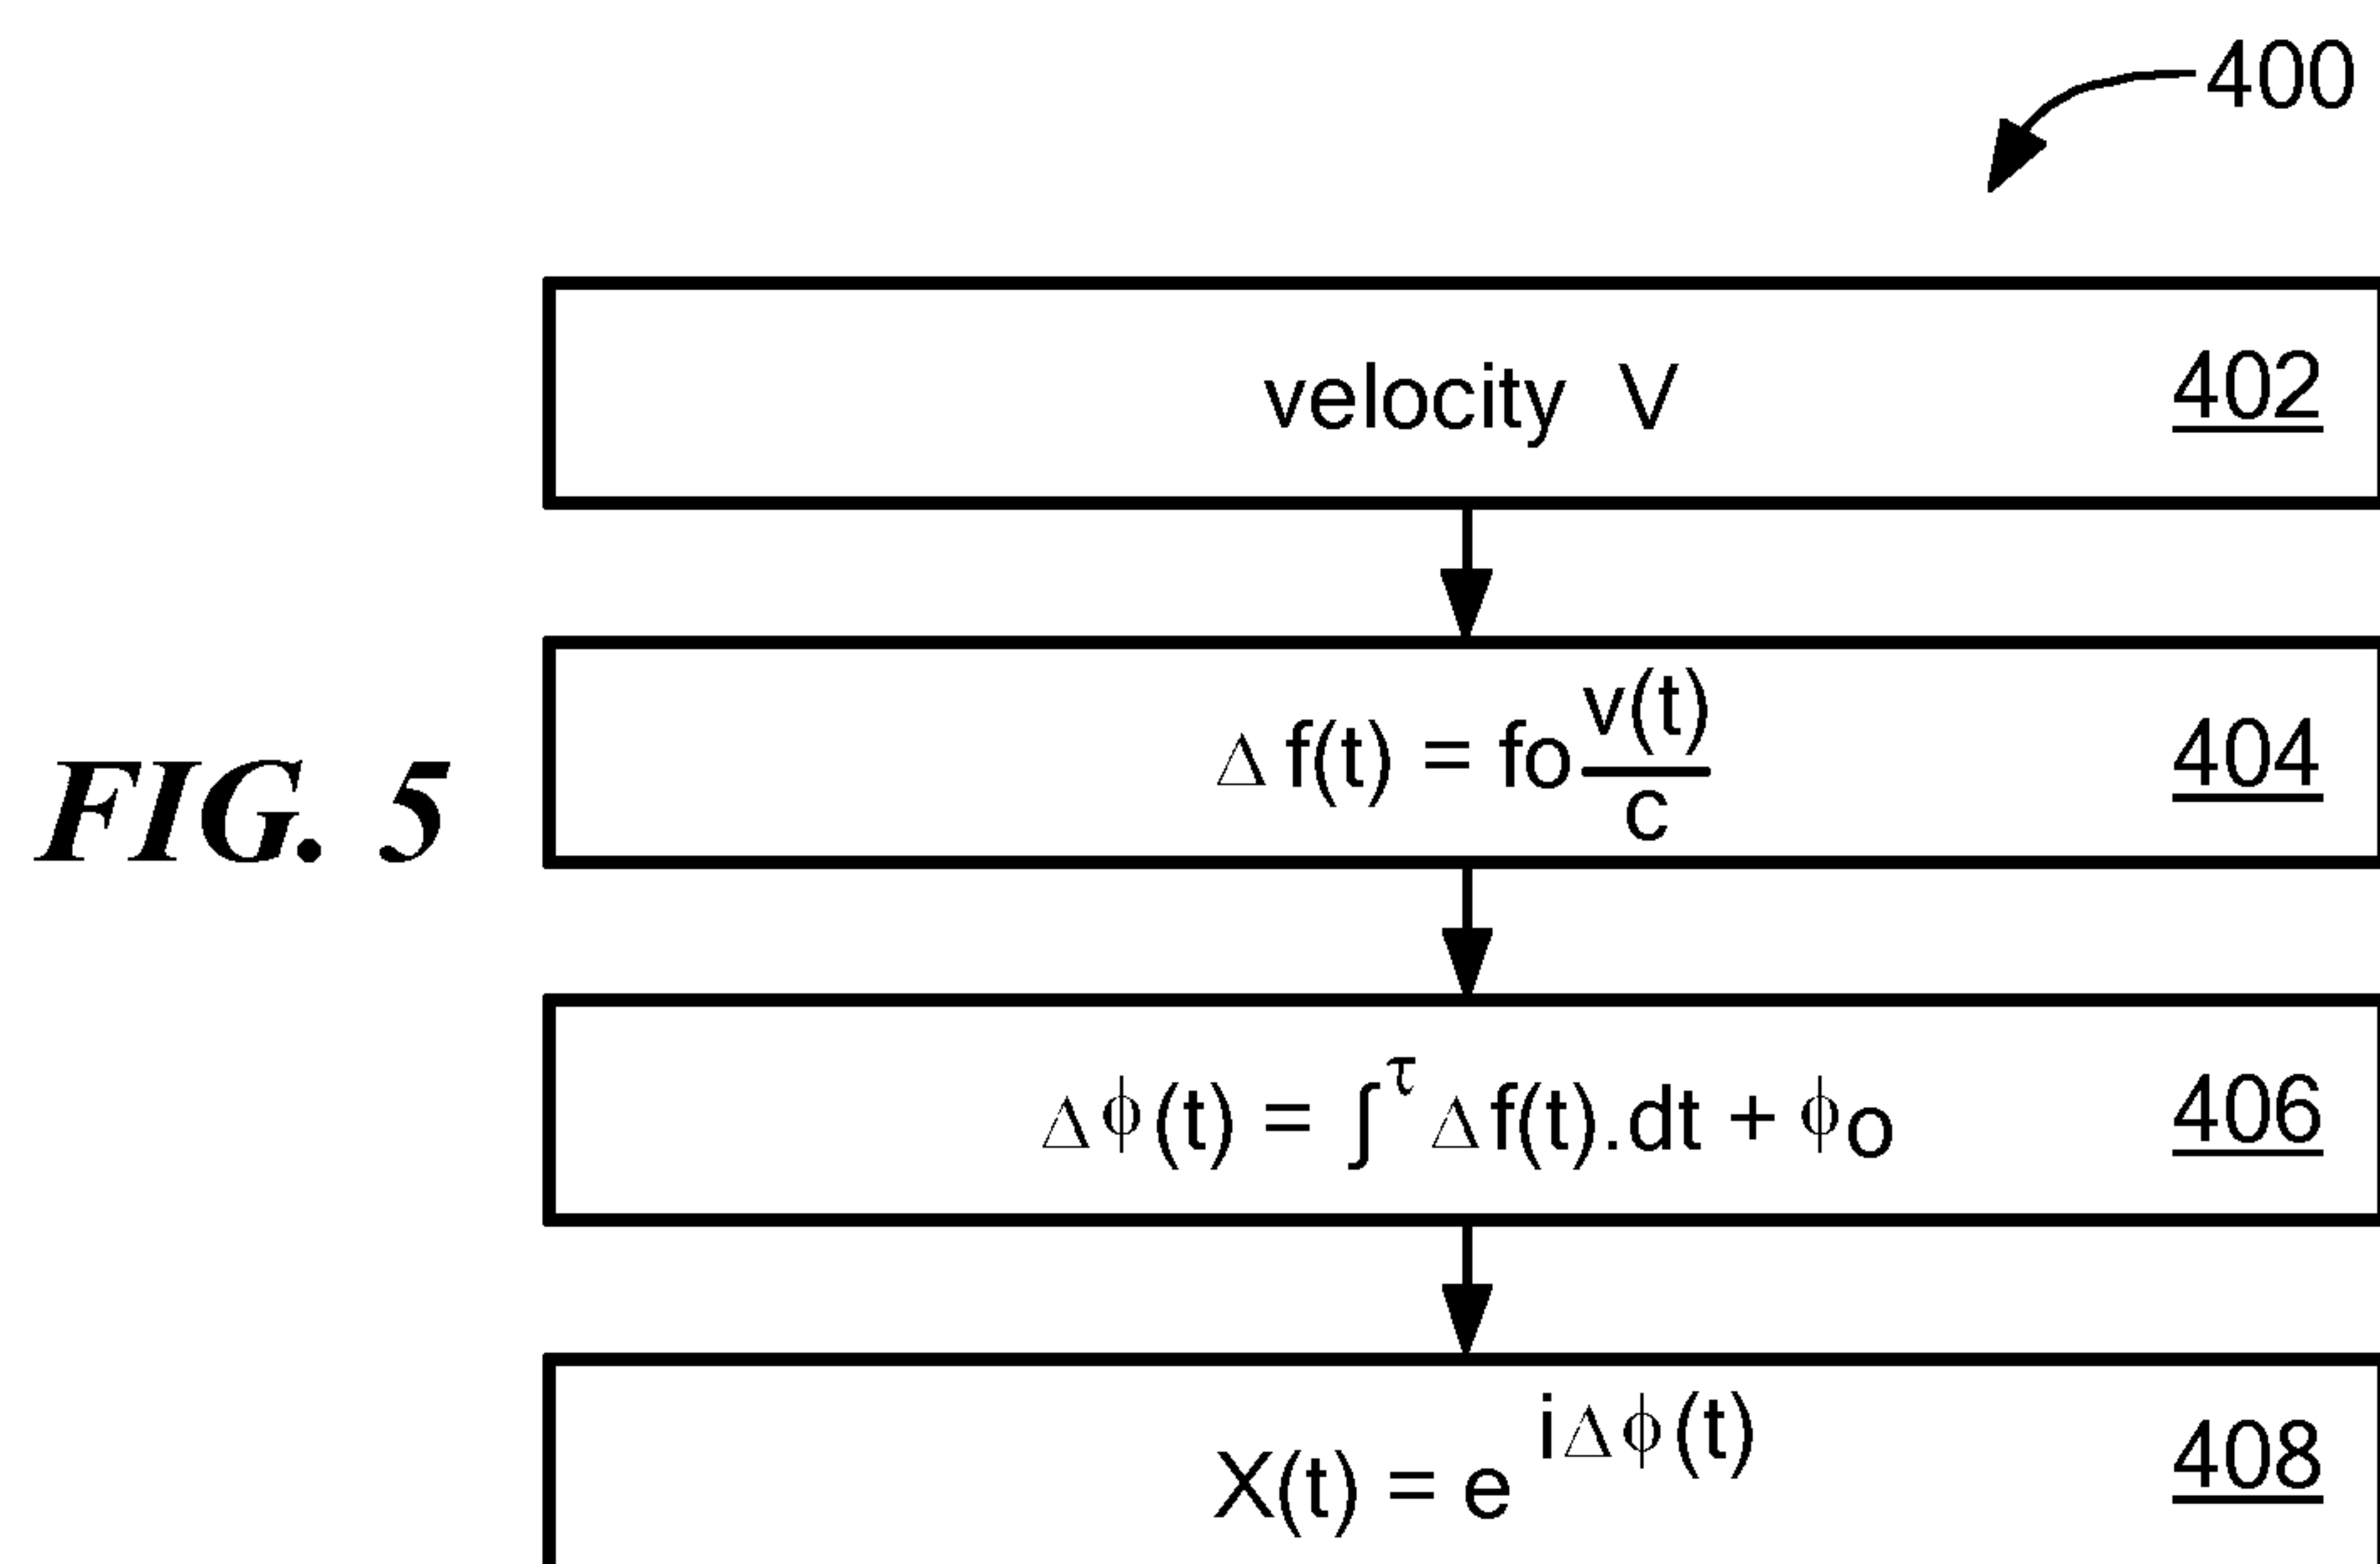 400
velocity V 402
Δ f(t) = fo v(t)/c 404
FIG. 5
Δϕ(t) = ∫^τ Δf(t).dt + ϕo 406
X(t) = e^iΔϕ(t) 408